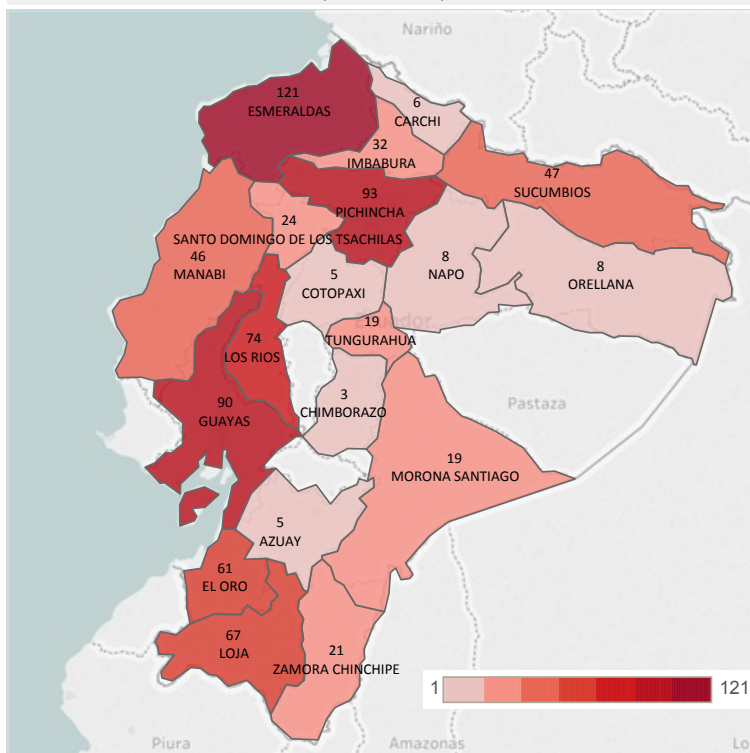 Nariño
121
ESMERALDAS
6
CARCHI
32
IMBABURA
47
SUCUMBIOS
93
PICHINCHA
24
SANTO DOMINGO DE LOS TSACHILAS
46
MANABI
8
NAPO
8
ORELLANA
5
COTOPAXI
Ecuador
19
TUNGURAHUA
74
LOS RIOS
3
CHIMBORAZO
90
GUAYAS
Pastaza
19
MORONA SANTIAGO
5
AZUAY
61
EL ORO
67
LOJA
21
ZAMORA CHINCHIPE
1
121
Piura
Amazonas
Lo